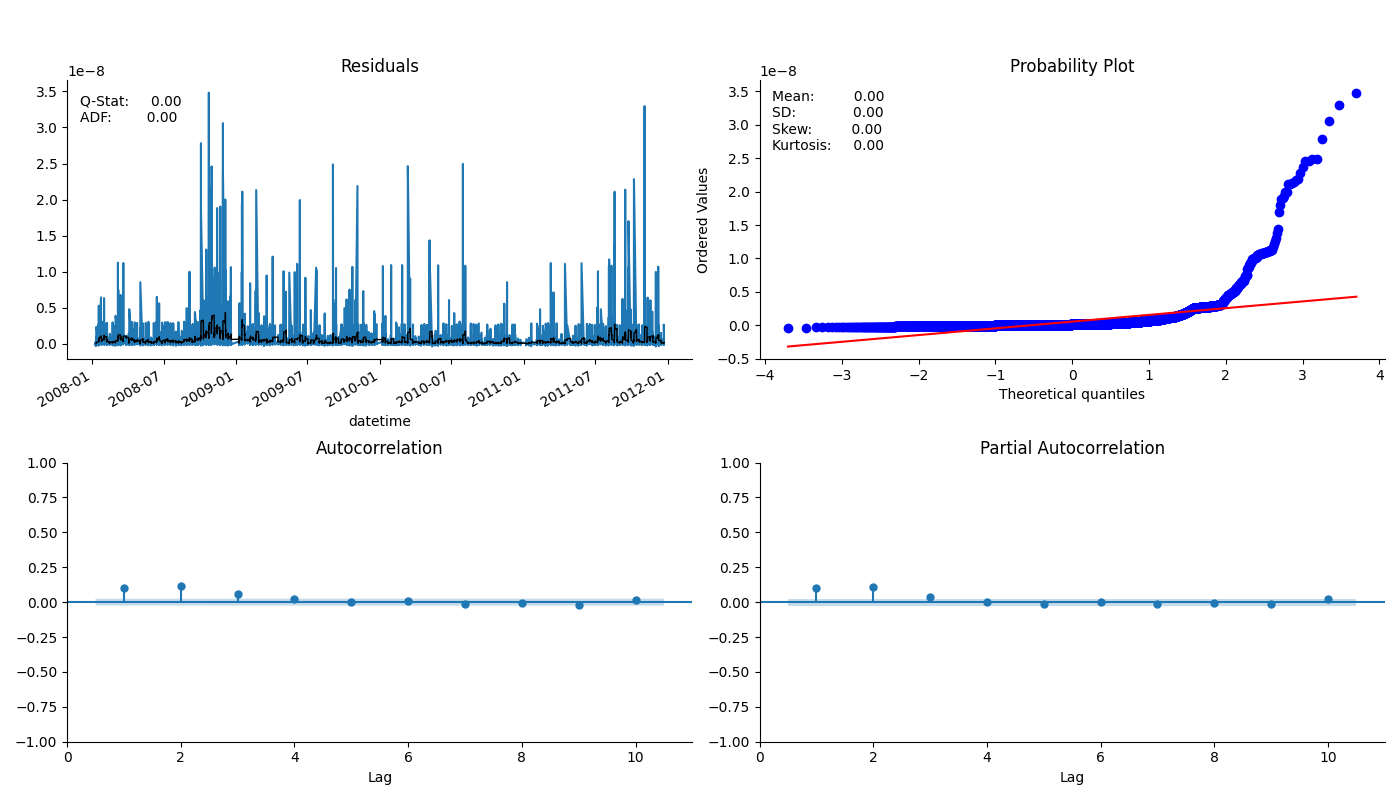 Residuals
1e−8
Q-Stat: 0.00
ADF: 0.00
3.5
3.0
2.5
2.0
1.5
1.0
0.5
0.0
2008-01
2008-07
2009-01
2009-07
2010-01
2010-07
2011-01
2011-07
2012-01
datetime
Probability Plot
1e−8
Mean: 0.00
SD: 0.00
Skew: 0.00
Kurtosis: 0.00
Ordered Values
3.5
3.0
2.5
2.0
1.5
1.0
0.5
0.0
−0.5
−4 −3 −2 −1 0 1 2 3 4
Theoretical quantiles
Autocorrelation
1.00
0.75
0.50
0.25
0.00
−0.25
−0.50
−0.75
−1.00
0 2 4 6 8 10
Lag
Partial Autocorrelation
1.00
0.75
0.50
0.25
0.00
−0.25
−0.50
−0.75
−1.00
0 2 4 6 8 10
Lag